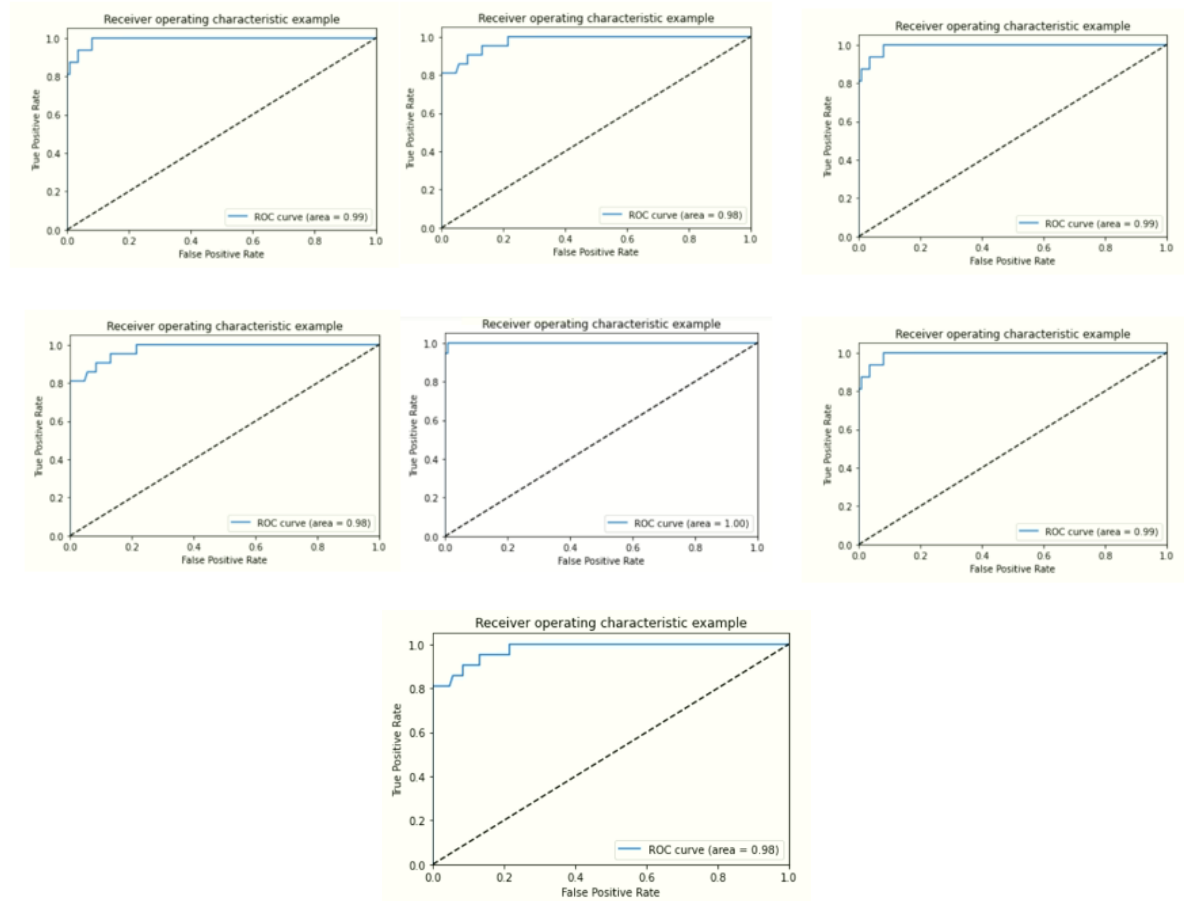 Receiver operating characteristic example
1.0
0.8
0.6
0.4
0.2
0.0
True Positive Rate
ROC curve (area = 0.99)
0.0 0.2 0.4 0.6 0.8 1.0
False Positive Rate
Receiver operating characteristic example
1.0
0.8
0.6
0.4
0.2
0.0
True Positive Rate
ROC curve (area = 0.98)
0.0 0.2 0.4 0.6 0.8 1.0
False Positive Rate
Receiver operating characteristic example
1.0
0.8
0.6
0.4
0.2
0.0
True Positive Rate
ROC curve (area = 0.99)
0.0 0.2 0.4 0.6 0.8 1.0
False Positive Rate
Receiver operating characteristic example
1.0
0.8
0.6
0.4
0.2
0.0
True Positive Rate
ROC curve (area = 0.98)
0.0 0.2 0.4 0.6 0.8 1.0
False Positive Rate
Receiver operating characteristic example
1.0
0.8
0.6
0.4
0.2
0.0
True Positive Rate
ROC curve (area = 1.00)
0.0 0.2 0.4 0.6 0.8 1.0
False Positive Rate
Receiver operating characteristic example
1.0
0.8
0.6
0.4
0.2
0.0
True Positive Rate
ROC curve (area = 0.99)
0.0 0.2 0.4 0.6 0.8 1.0
False Positive Rate
Receiver operating characteristic example
1.0
0.8
0.6
0.4
0.2
0.0
True Positive Rate
ROC curve (area = 0.98)
0.0 0.2 0.4 0.6 0.8 1.0
False Positive Rate